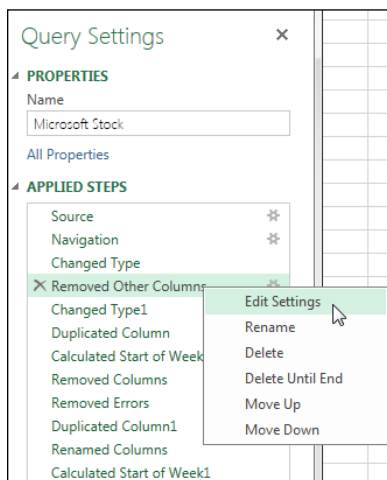 Query Settings
PROPERTIES
Name
Microsoft Stock
All Properties
APPLIED STEPS
Source
Navigation
Changed Type
Removed Other Columns
Changed Type1
Duplicated Column
Calculated Start of Week
Removed Columns
Removed Errors
Duplicated Column1
Renamed Columns
Calculated Start of Week1
Edit Settings
Rename
Delete
Delete Until End
Move Up
Move Down